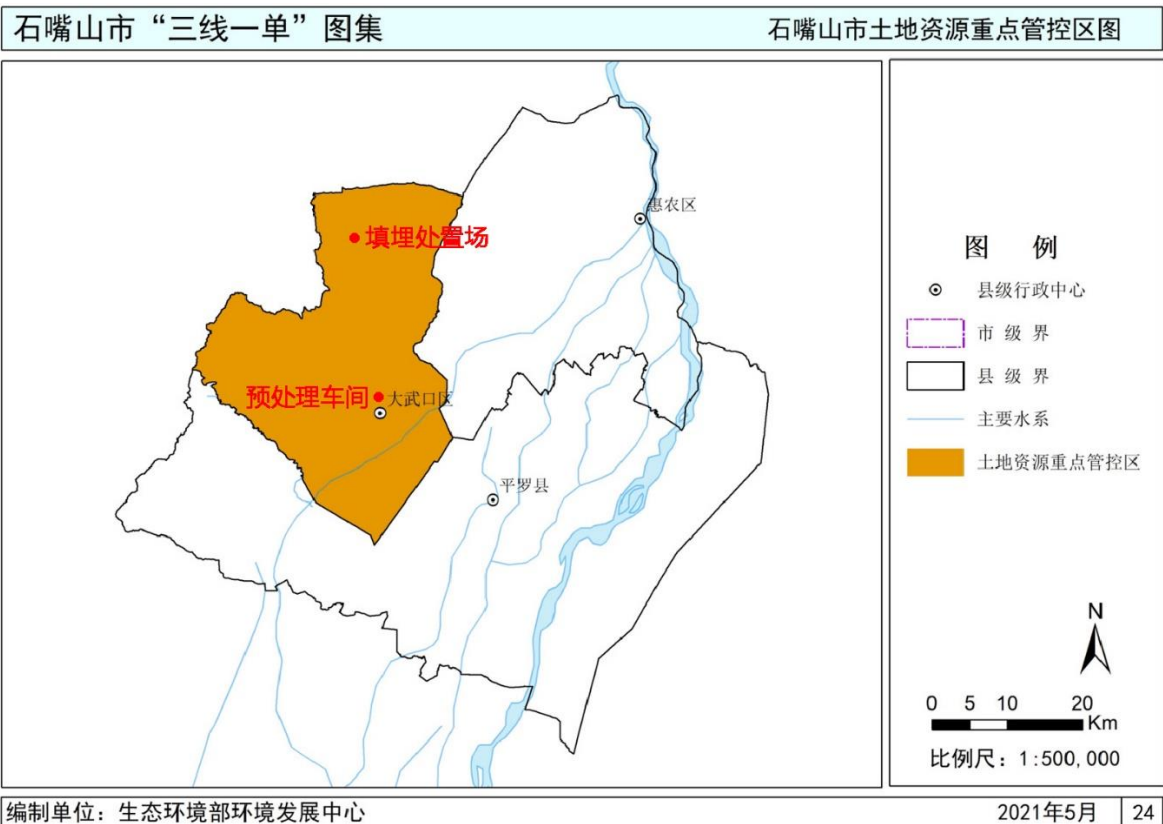 石嘴山市“三线一单”图集
石嘴山市土地资源重点管控区图
惠农区
填埋处置场
预处理车间
大武口区
平罗县
图 例
县级行政中心
市级界
县级界
主要水系
土地资源重点管控区
N
0 5 10 20
Km
比例尺：1:500,000
编制单位：生态环境部环境发展中心
2021年5月
24